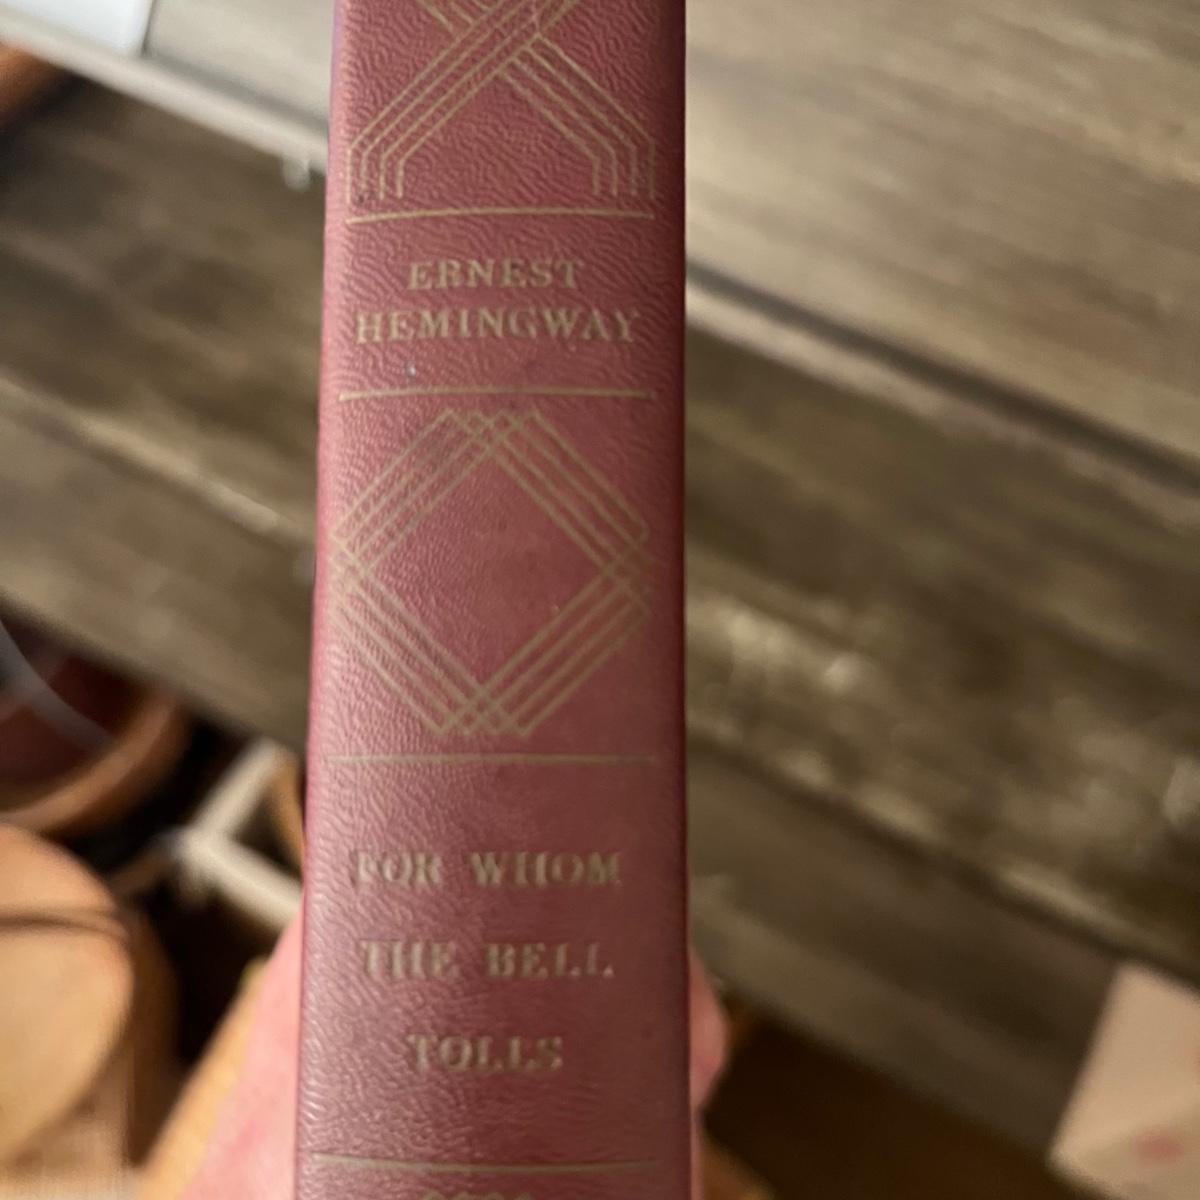 ERNEST
HEMINGWAY
FOR WHOM
THE BELL
TOLLS